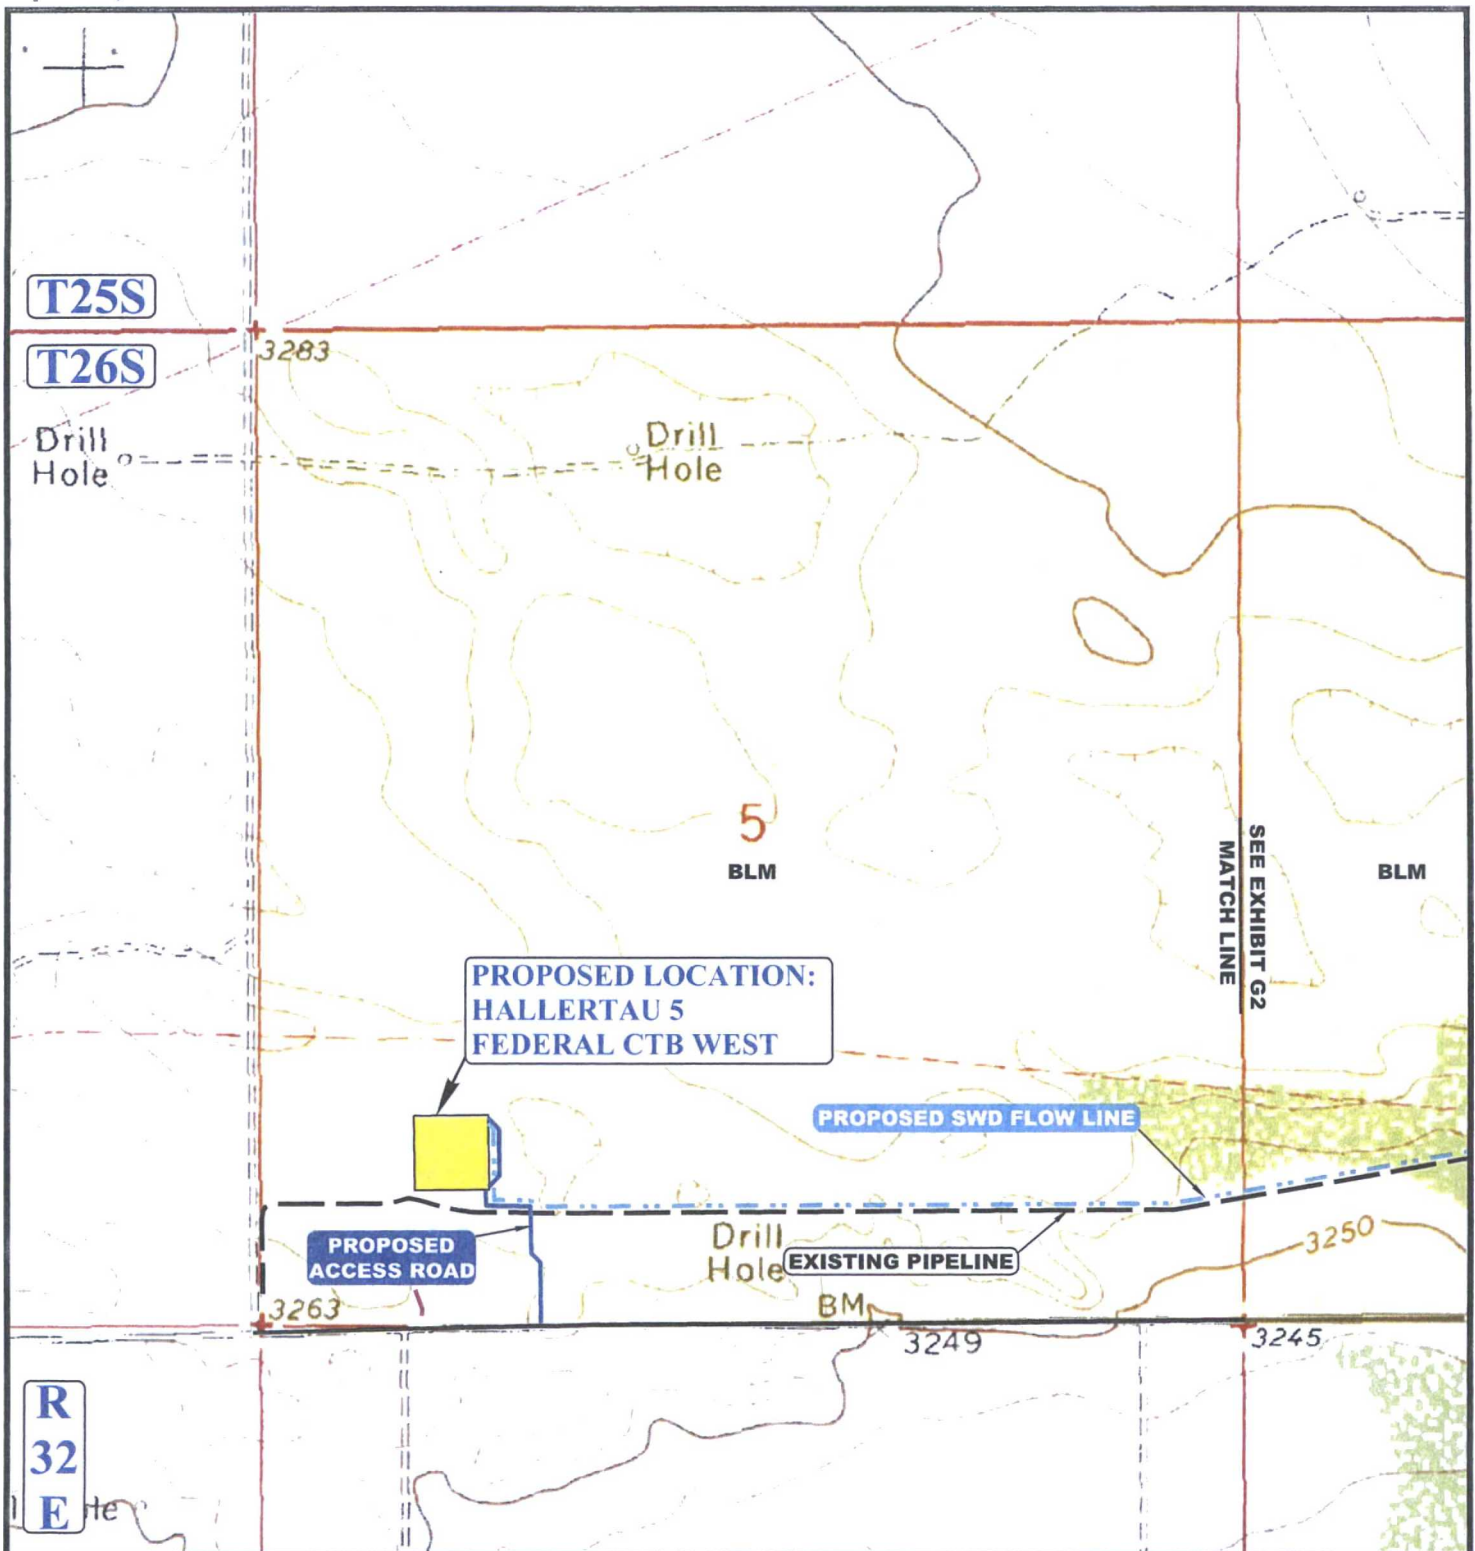 T25S
T26S
3283
Drill
Hole
Drill
Hole
5
BLM
BLM
SEE EXHIBIT G2
MATCH LINE
PROPOSED LOCATION:
HALLERTAU 5
FEDERAL CTB WEST
PROPOSED SWD FLOW LINE
PROPOSED
ACCESS ROAD
Drill
Hole
EXISTING PIPELINE
3250
3263
BM
3249
3245
R
32
E